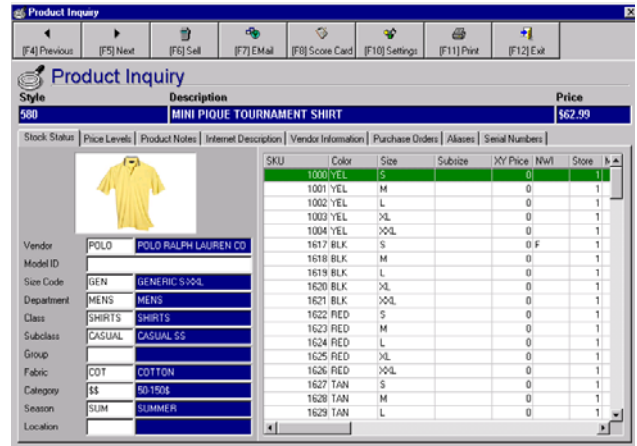 Product Inquiry
[F4] Previous [F5] Next [F6] Sell [F7] EMail [F8] Score Card [F10] Settings [F11] Print [F12] Exit
Product Inquiry
Style Description Price
580 MINI PIQUE TOURNAMENT SHIRT $62.99
Stock Status Price Levels Product Notes Internet Description Vendor Information Purchase Orders Aliases Serial Numbers
SKU Color Size Subsize XY Price NWI Store
1000 YEL S 0 1
1001 YEL M 0 1
1002 YEL L 0 1
1003 YEL XL 0 1
1004 YEL XXL 0 1
1617 BLK S 0 F 1
1618 BLK M 0 1
1619 BLK L 0 1
1620 BLK XL 0 1
1621 BLK XXL 0 1
1622 RED S 0 1
1623 RED M 0 1
1624 RED L 0 1
1625 RED XL 0 1
1626 RED XXL 0 1
1627 TAN S 0 1
1628 TAN M 0 1
1629 TAN L 0 1
Vendor POLO POLO RALPH LAUREN CO
Model ID
Size Code GEN GENERIC S-XXL
Department MENS MENS
Class SHIRTS SHIRTS
Subclass CASUAL CASUAL SS
Group
Fabric COT COTTON
Category $$ 50-150$
Season SUM SUMMER
Location